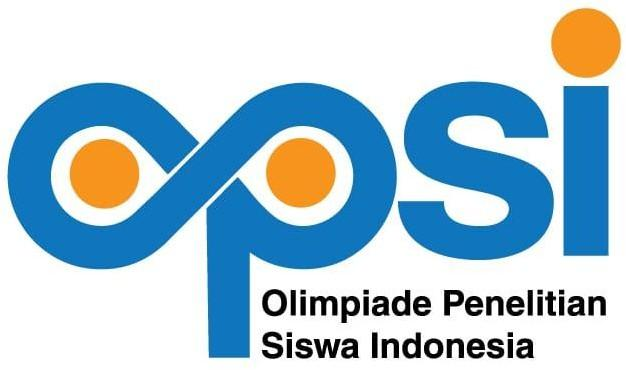 opsi
Olimpiade Penelitian
Siswa Indonesia